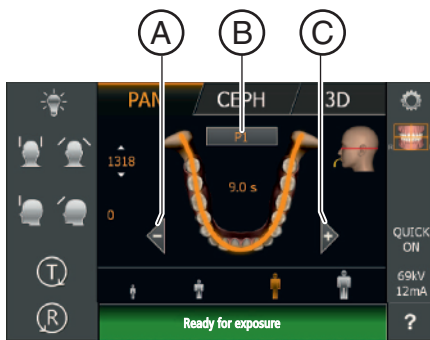 A B C
PAN CEPH 3D
P1
1318
9.0 s
0
R
− +
QUICK
ON
69kV
12mA
T
R
Ready for exposure
?